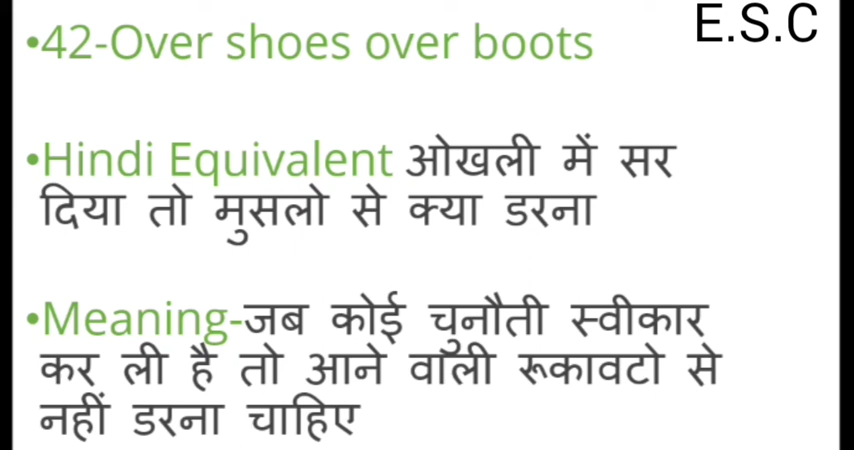 E.S.C
•42-Over shoes over boots
•Hindi Equivalent ओखली में सर
दिया तो मुसलो से क्या डरना
•Meaning-जब कोई चुनौती स्वीकार
कर ली है तो आने वाली रूकावटो से
नहीं डरना चाहिए